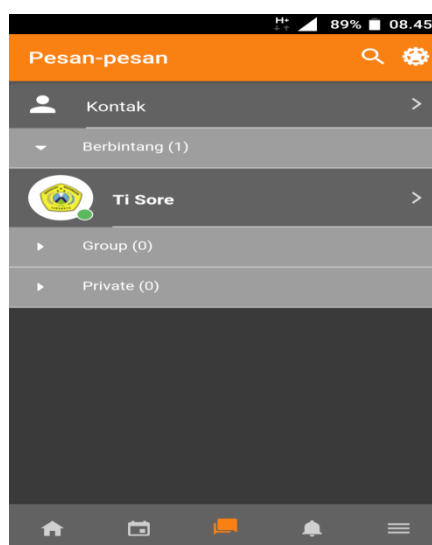 H+ 89% 08.45
Pesan-pesan
Kontak
Berbintang (1)
Ti Sore
Group (0)
Private (0)